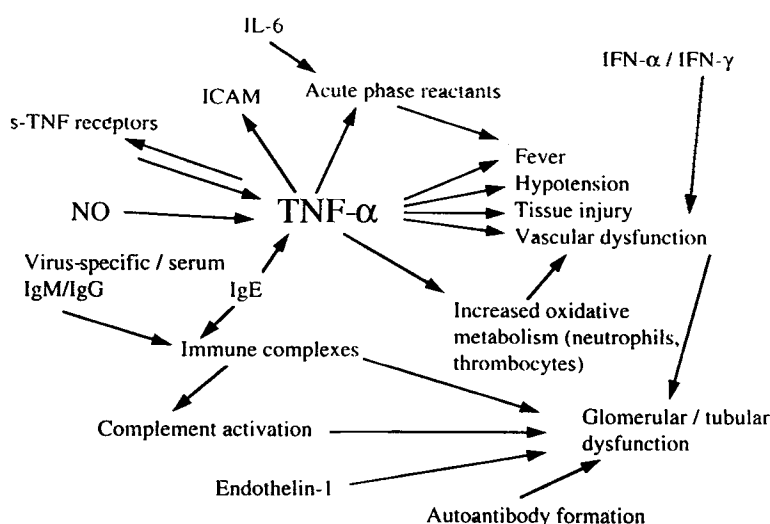 IL-6
IFN-α / IFN-γ
ICAM
Acute phase reactants
s-TNF receptors
Fever
NO
TNF-α
Hypotension
Tissue injury
Vascular dysfunction
Virus-specific / serum
IgM/IgG
IgE
Increased oxidative
metabolism (neutrophils,
thrombocytes)
Immune complexes
Complement activation
Glomerular / tubular
dysfunction
Endothelin-1
Autoantibody formation